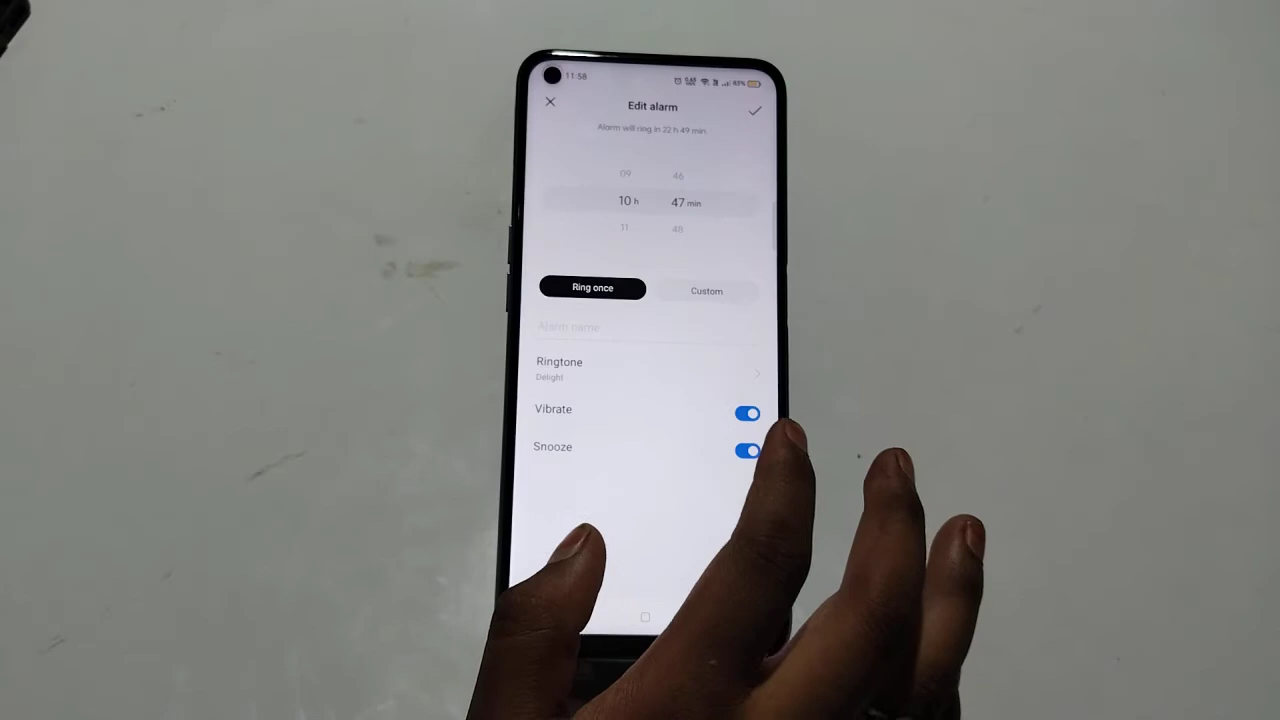 11:58
83%
Edit alarm
Alarm will ring in 22 h 49 min.
09 46
10 h 47 min
11 48
Ring once Custom
Alarm name
Ringtone
Delight
Vibrate
Snooze